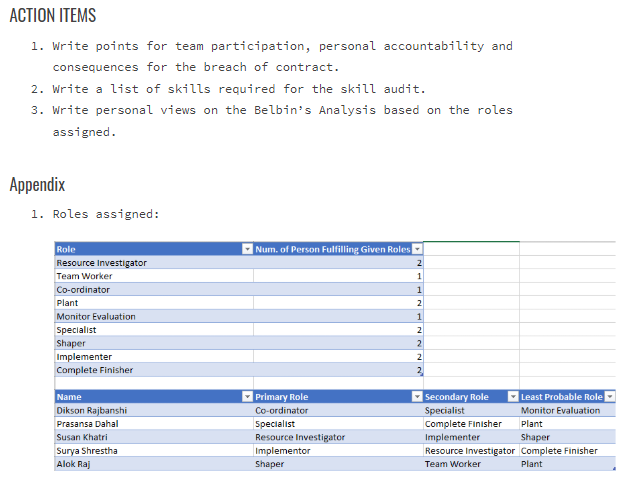 ACTION ITEMS
1. Write points for team participation, personal accountability and
consequences for the breach of contract.
2. Write a list of skills required for the skill audit.
3. Write personal views on the Belbin's Analysis based on the roles
assigned.
Appendix
1. Roles assigned:
Role Num. of Person Fulfilling Given Roles
Resource Investigator 2
Team Worker 1
Co-ordinator 1
Plant 2
Monitor Evaluation 1
Specialist 2
Shaper 2
Implementer 2
Complete Finisher 2
Name Primary Role Secondary Role Least Probable Role
Dikson Rajbanshi Co-ordinator Specialist Monitor Evaluation
Prasansa Dahal Specialist Complete Finisher Plant
Susan Khatri Resource Investigator Implementer Shaper
Surya Shrestha Implementor Resource Investigator Complete Finisher
Alok Raj Shaper Team Worker Plant